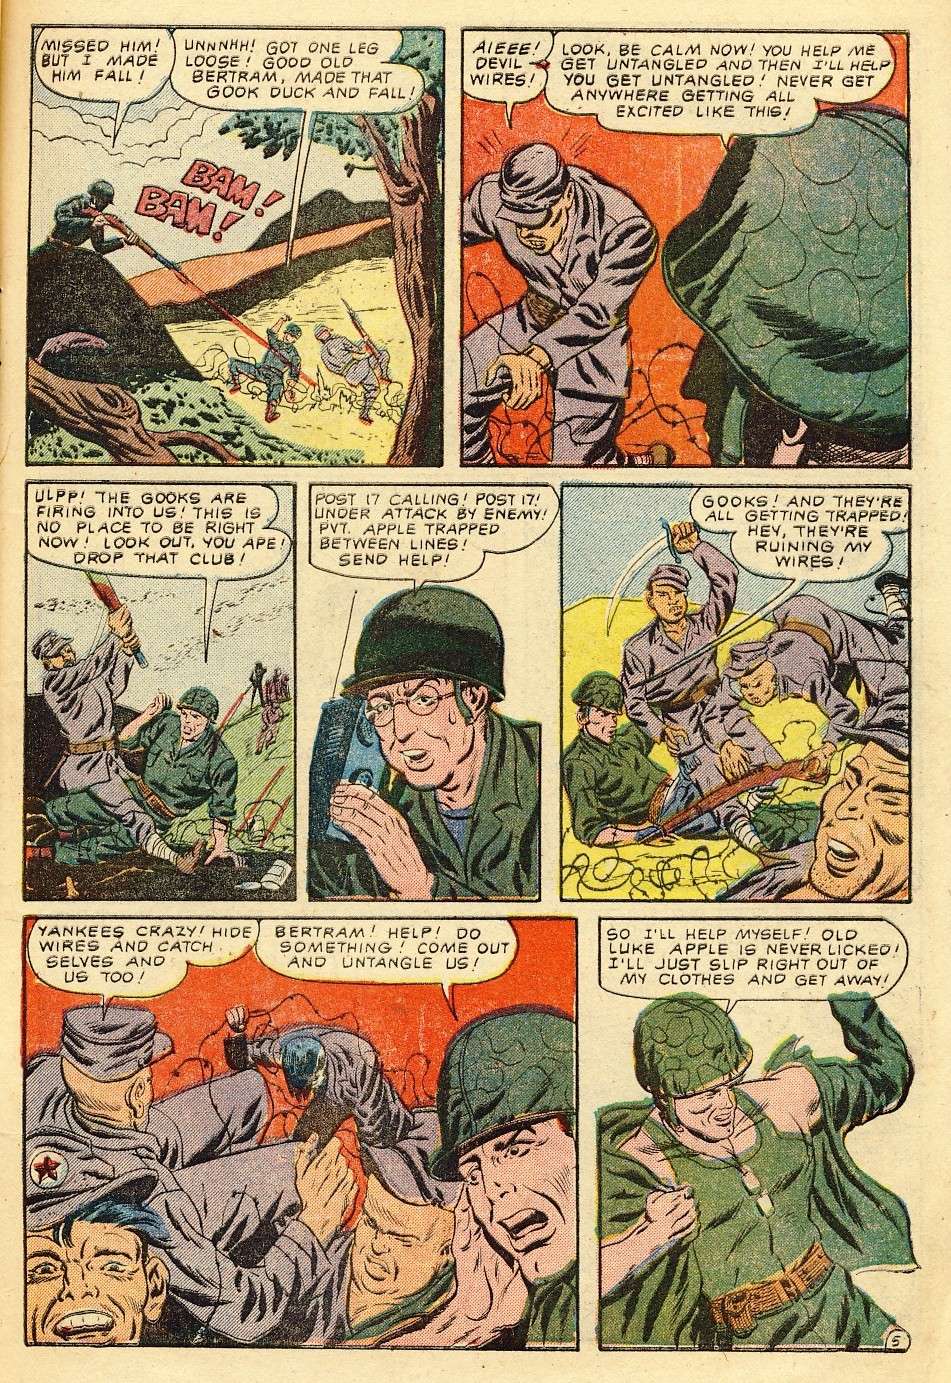 MISSED HIM!
BUT I MADE
HIM FALL!
UNNNHH! GOT ONE LEG
LOOSE! GOOD OLD
BERTRAM, MADE THAT
GOOK DUCK AND FALL!
BAM!
BAM!
AIEEE!
DEVIL
WIRES!
LOOK, BE CALM NOW! YOU HELP ME
GET UNTANGLED AND THEN I'LL HELP
YOU GET UNTANGLED! NEVER GET
ANYWHERE GETTING ALL
EXCITED LIKE THIS!
ULPP! THE GOOKS ARE
FIRING INTO US! THIS IS
NO PLACE TO BE RIGHT
NOW! LOOK OUT, YOU APE!
DROP THAT CLUB!
POST 17 CALLING! POST 17!
UNDER ATTACK BY ENEMY!
PVT. APPLE TRAPPED
BETWEEN LINES!
SEND HELP!
GOOKS! AND THEY'RE
ALL GETTING TRAPPED!
HEY, THEY'RE
RUINING MY
WIRES!
YANKEES CRAZY! HIDE
WIRES AND CATCH
SELVES AND
US TOO!
BERTRAM! HELP! DO
SOMETHING! COME OUT
AND UNTANGLE US!
SO I'LL HELP MYSELF! OLD
LUKE APPLE IS NEVER LICKED!
I'LL JUST SLIP RIGHT OUT OF
MY CLOTHES AND GET AWAY!
5